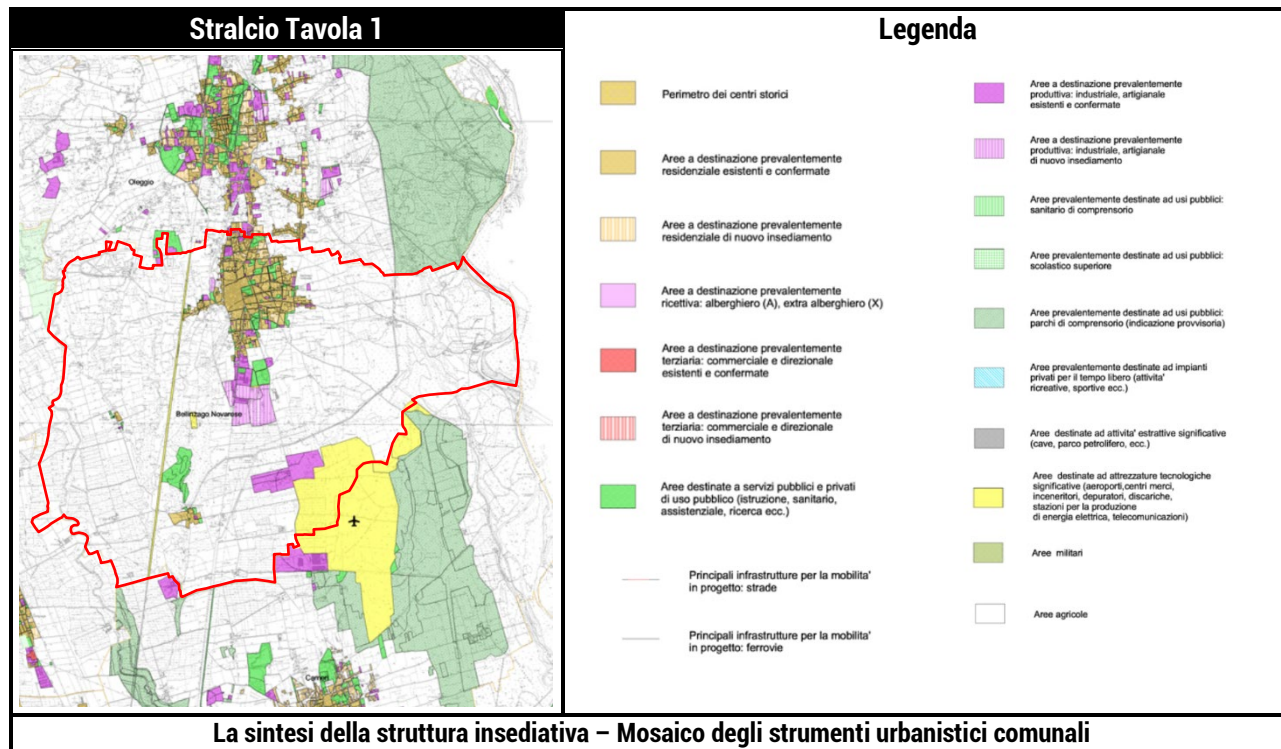 Stralcio Tavola 1
Legenda
Oleggio
Bellinzago Novarese
Cameri
Perimetro dei centri storici
Aree a destinazione prevalentemente
residenziale esistenti e confermate
Aree a destinazione prevalentemente
residenziale di nuovo insediamento
Aree a destinazione prevalentemente
ricettiva: alberghiero (A), extra alberghiero (X)
Aree a destinazione prevalentemente
terziaria: commerciale e direzionale
esistenti e confermate
Aree a destinazione prevalentemente
terziaria: commerciale e direzionale
di nuovo insediamento
Aree destinate a servizi pubblici e privati
di uso pubblico (istruzione, sanitario,
assistenziale, ricerca ecc.)
Principali infrastrutture per la mobilita'
in progetto: strade
Principali infrastrutture per la mobilita'
in progetto: ferrovie
Aree a destinazione prevalentemente
produttiva: industriale, artigianale
esistenti e confermate
Aree a destinazione prevalentemente
produttiva: industriale, artigianale
di nuovo insediamento
Aree prevalentemente destinate ad usi pubblici:
sanitario di comprensorio
Aree prevalentemente destinate ad usi pubblici:
scolastico superiore
Aree prevalentemente destinate ad usi pubblici:
parchi di comprensorio (indicazione provvisoria)
Aree prevalentemente destinate ad impianti
privati per il tempo libero (attivita'
ricreative, sportive ecc.)
Aree destinate ad attivita' estrattive significative
(cave, parco petrolifero, ecc.)
Aree destinate ad attrezzature tecnologiche
significative (aeroporti,centri merci,
inceneritori, depuratori, discariche,
stazioni per la produzione
di energia elettrica, telecomunicazioni)
Aree militari
Aree agricole
La sintesi della struttura insediativa – Mosaico degli strumenti urbanistici comunali